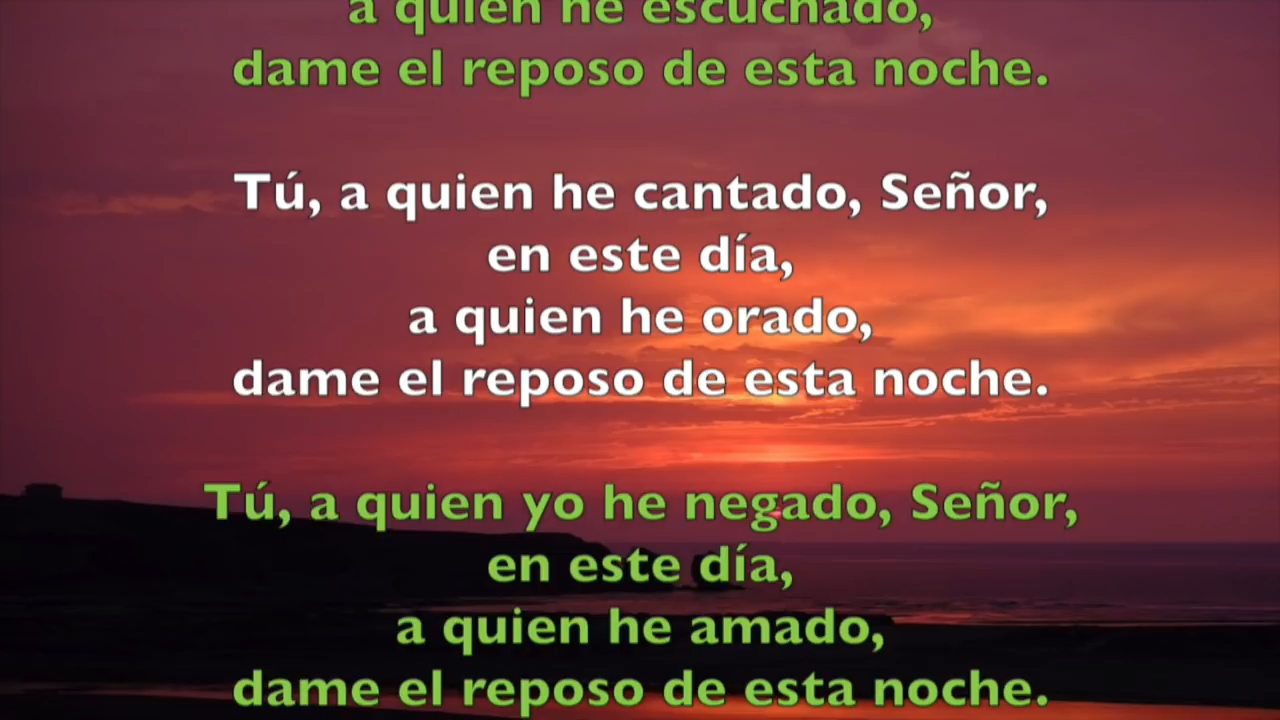 a quien he escuchado,
dame el reposo de esta noche.
Tú, a quien he cantado, Señor,
en este día,
a quien he orado,
dame el reposo de esta noche.
Tú, a quien yo he negado, Señor,
en este día,
a quien he amado,
dame el reposo de esta noche.